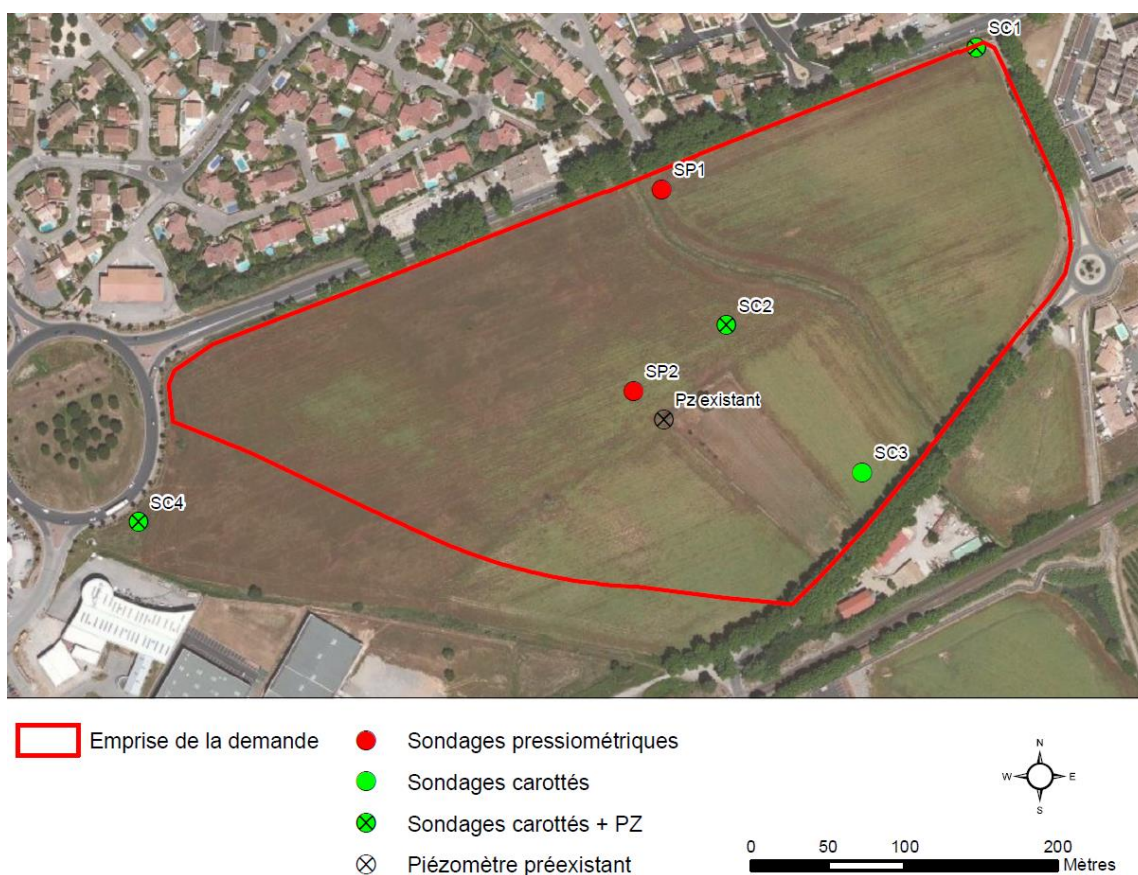 SC1
SP1
SC2
SP2
Pz existant
SC3
SC4
Emprise de la demande
Sondages pressiométriques
Sondages carottés
Sondages carottés + PZ
Piézomètre préexistant
N
W E
S
0 50 100 200
Mètres